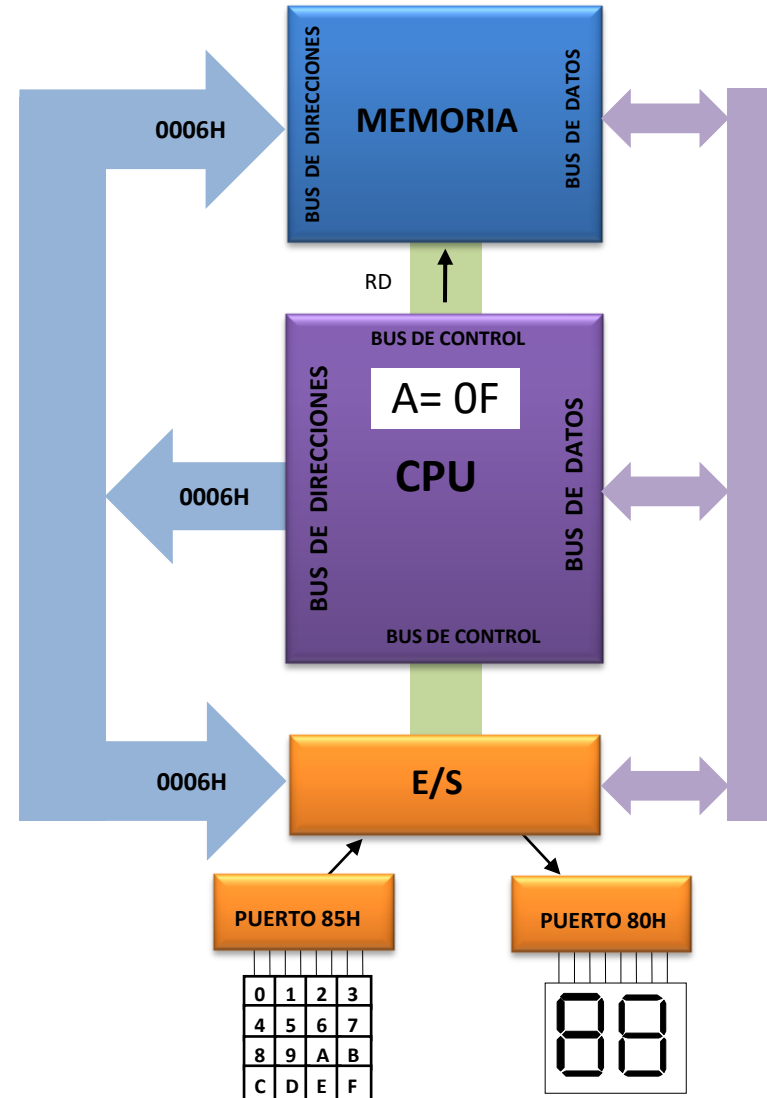 0006H
BUS DE DIRECCIONES
MEMORIA
BUS DE DATOS
RD
BUS DE CONTROL
A= 0F
CPU
BUS DE DIRECCIONES
BUS DE DATOS
0006H
BUS DE CONTROL
0006H
E/S
PUERTO 85H
PUERTO 80H
0 1 2 3
4 5 6 7
8 9 A B
C D E F
88